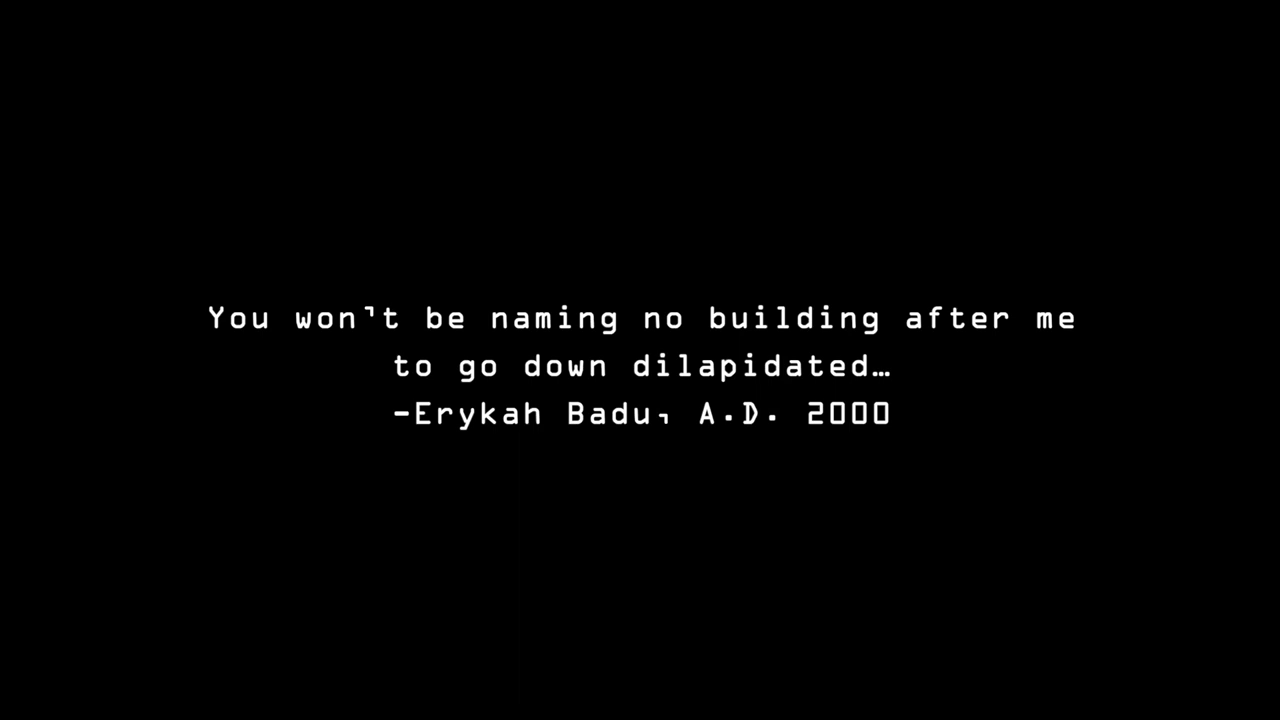 You won't be naming no building after me
to go down dilapidated…
-Erykah Badu, A.D. 2000